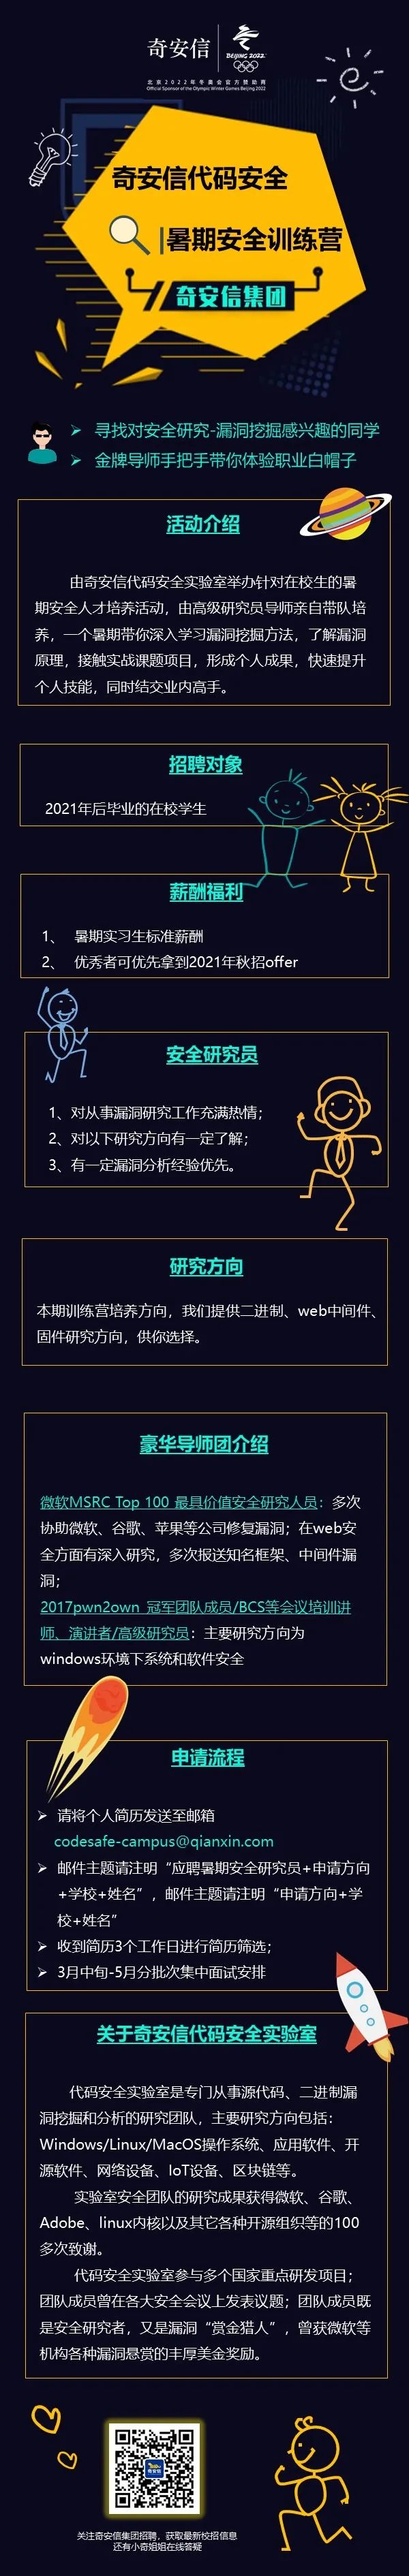 奇安信
BEIJING 2022
北京2022年冬奥会官方赞助商
Official Sponsor of the Olympic Winter Games Beijing 2022
奇安信代码安全
暑期安全训练营
奇安信集团
➢ 寻找对安全研究-漏洞挖掘感兴趣的同学
➢ 金牌导师手把手带你体验职业白帽子
活动介绍
由奇安信代码安全实验室举办针对在校生的暑
期安全人才培养活动，由高级研究员导师亲自带队培
养，一个暑期带你深入学习漏洞挖掘方法，了解漏洞
原理，接触实战课题项目，形成个人成果，快速提升
个人技能，同时结交业内高手。
招聘对象
2021年后毕业的在校学生
薪酬福利
1、 暑期实习生标准薪酬
2、 优秀者可优先拿到2021年秋招offer
安全研究员
1、对从事漏洞研究工作充满热情；
2、对以下研究方向有一定了解；
3、有一定漏洞分析经验优先。
研究方向
本期训练营培养方向，我们提供二进制、web中间件、
固件研究方向，供你选择。
豪华导师团介绍
微软MSRC Top 100 最具价值安全研究人员：多次
协助微软、谷歌、苹果等公司修复漏洞；在web安
全方面有深入研究，多次报送知名框架、中间件漏
洞；
2017pwn2own 冠军团队成员/BCS等会议培训讲
师、演讲者/高级研究员：主要研究方向为
windows环境下系统和软件安全
申请流程
➢ 请将个人简历发送至邮箱
codesafe-campus@qianxin.com
➢ 邮件主题请注明“应聘暑期安全研究员+申请方向
+学校+姓名”，邮件主题请注明“申请方向+学
校+姓名”
➢ 收到简历3个工作日进行简历筛选；
➢ 3月中旬-5月分批次集中面试安排
关于奇安信代码安全实验室
代码安全实验室是专门从事源代码、二进制漏
洞挖掘和分析的研究团队，主要研究方向包括：
Windows/Linux/MacOS操作系统、应用软件、开
源软件、网络设备、IoT设备、区块链等。
实验室安全团队的研究成果获得微软、谷歌、
Adobe、linux内核以及其它各种开源组织等的100
多次致谢。
代码安全实验室参与多个国家重点研发项目；
团队成员曾在各大安全会议上发表议题；团队成员既
是安全研究者，又是漏洞“赏金猎人”，曾获微软等
机构各种漏洞悬赏的丰厚美金奖励。
奇安信
关注奇安信集团招聘，获取最新校招信息
还有小奇姐姐在线答疑